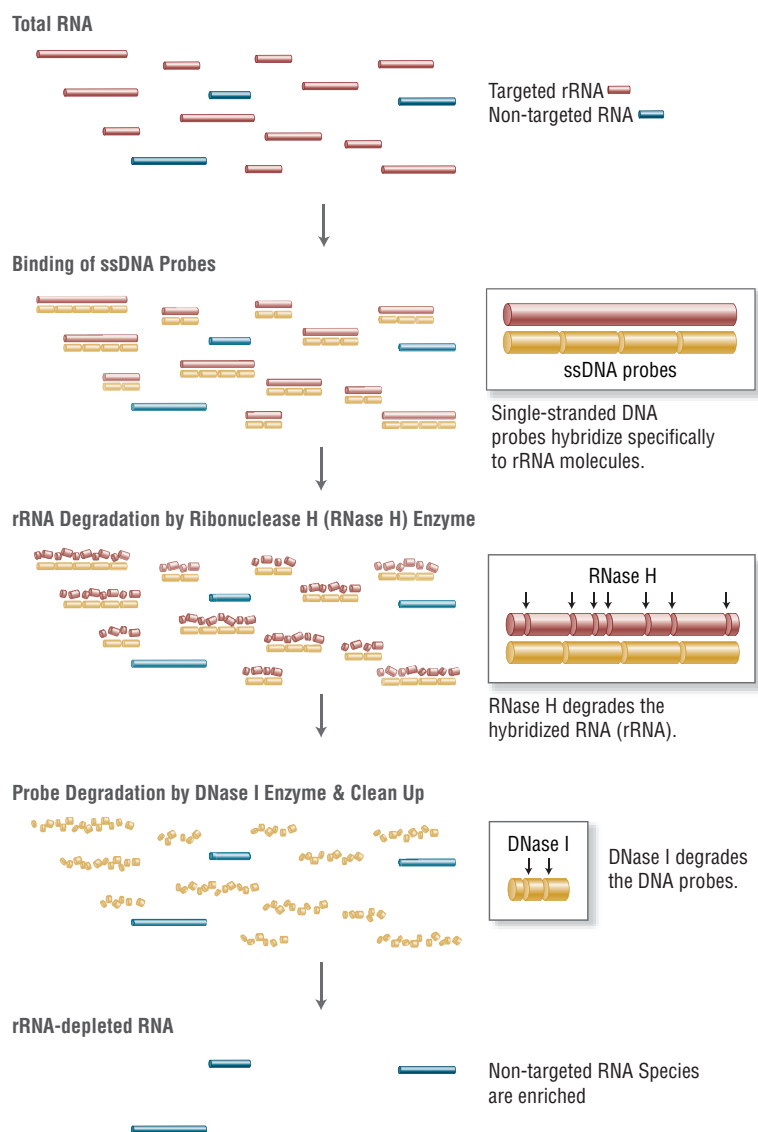 Total RNA
Targeted rRNA
Non-targeted RNA
Binding of ssDNA Probes
ssDNA probes
Single-stranded DNA
probes hybridize specifically
to rRNA molecules.
rRNA Degradation by Ribonuclease H (RNase H) Enzyme
RNase H
RNase H degrades the
hybridized RNA (rRNA).
Probe Degradation by DNase I Enzyme & Clean Up
DNase I
DNase I degrades
the DNA probes.
rRNA-depleted RNA
Non-targeted RNA Species
are enriched